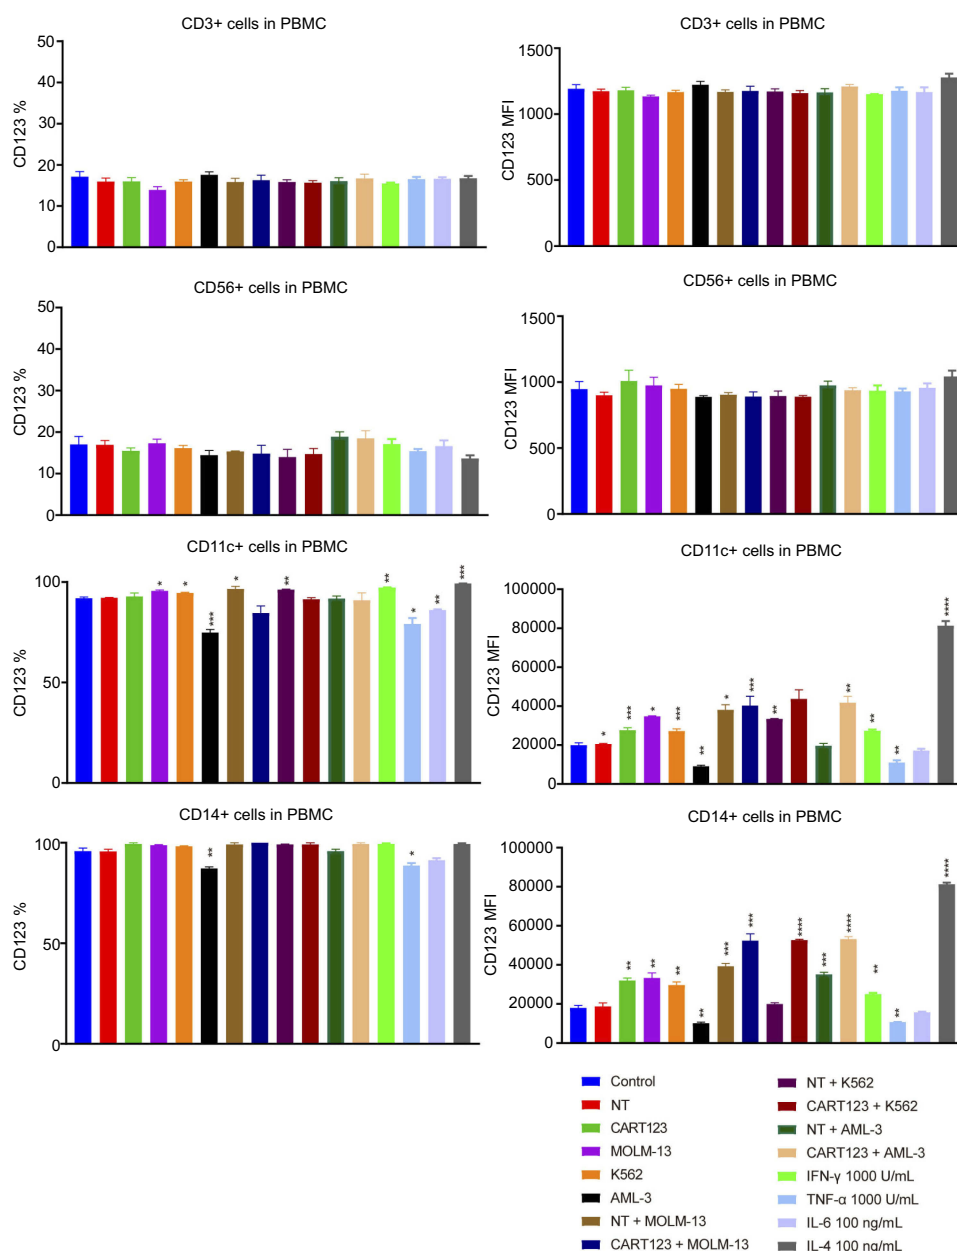 CD3+ cells in PBMC
CD123 %
50
40
30
20
10
0
CD3+ cells in PBMC
CD123 MFI
1500
1000
500
0
CD56+ cells in PBMC
CD123 %
50
40
30
20
10
0
CD56+ cells in PBMC
CD123 MFI
1500
1000
500
0
CD11c+ cells in PBMC
CD123 %
100
50
0
* * *** * ** ** * ** ***
CD11c+ cells in PBMC
CD123 MFI
100000
80000
60000
40000
20000
0
* *** * *** ** * *** ** ** ** ** ****
CD14+ cells in PBMC
CD123 %
100
50
0
** *
CD14+ cells in PBMC
CD123 MFI
100000
80000
60000
40000
20000
0
** ** ** ** *** *** **** *** **** ** ** ****
Control
NT
CART123
MOLM-13
K562
AML-3
NT + MOLM-13
CART123 + MOLM-13
NT + K562
CART123 + K562
NT + AML-3
CART123 + AML-3
IFN-γ 1000 U/mL
TNF-α 1000 U/mL
IL-6 100 ng/mL
IL-4 100 ng/mL